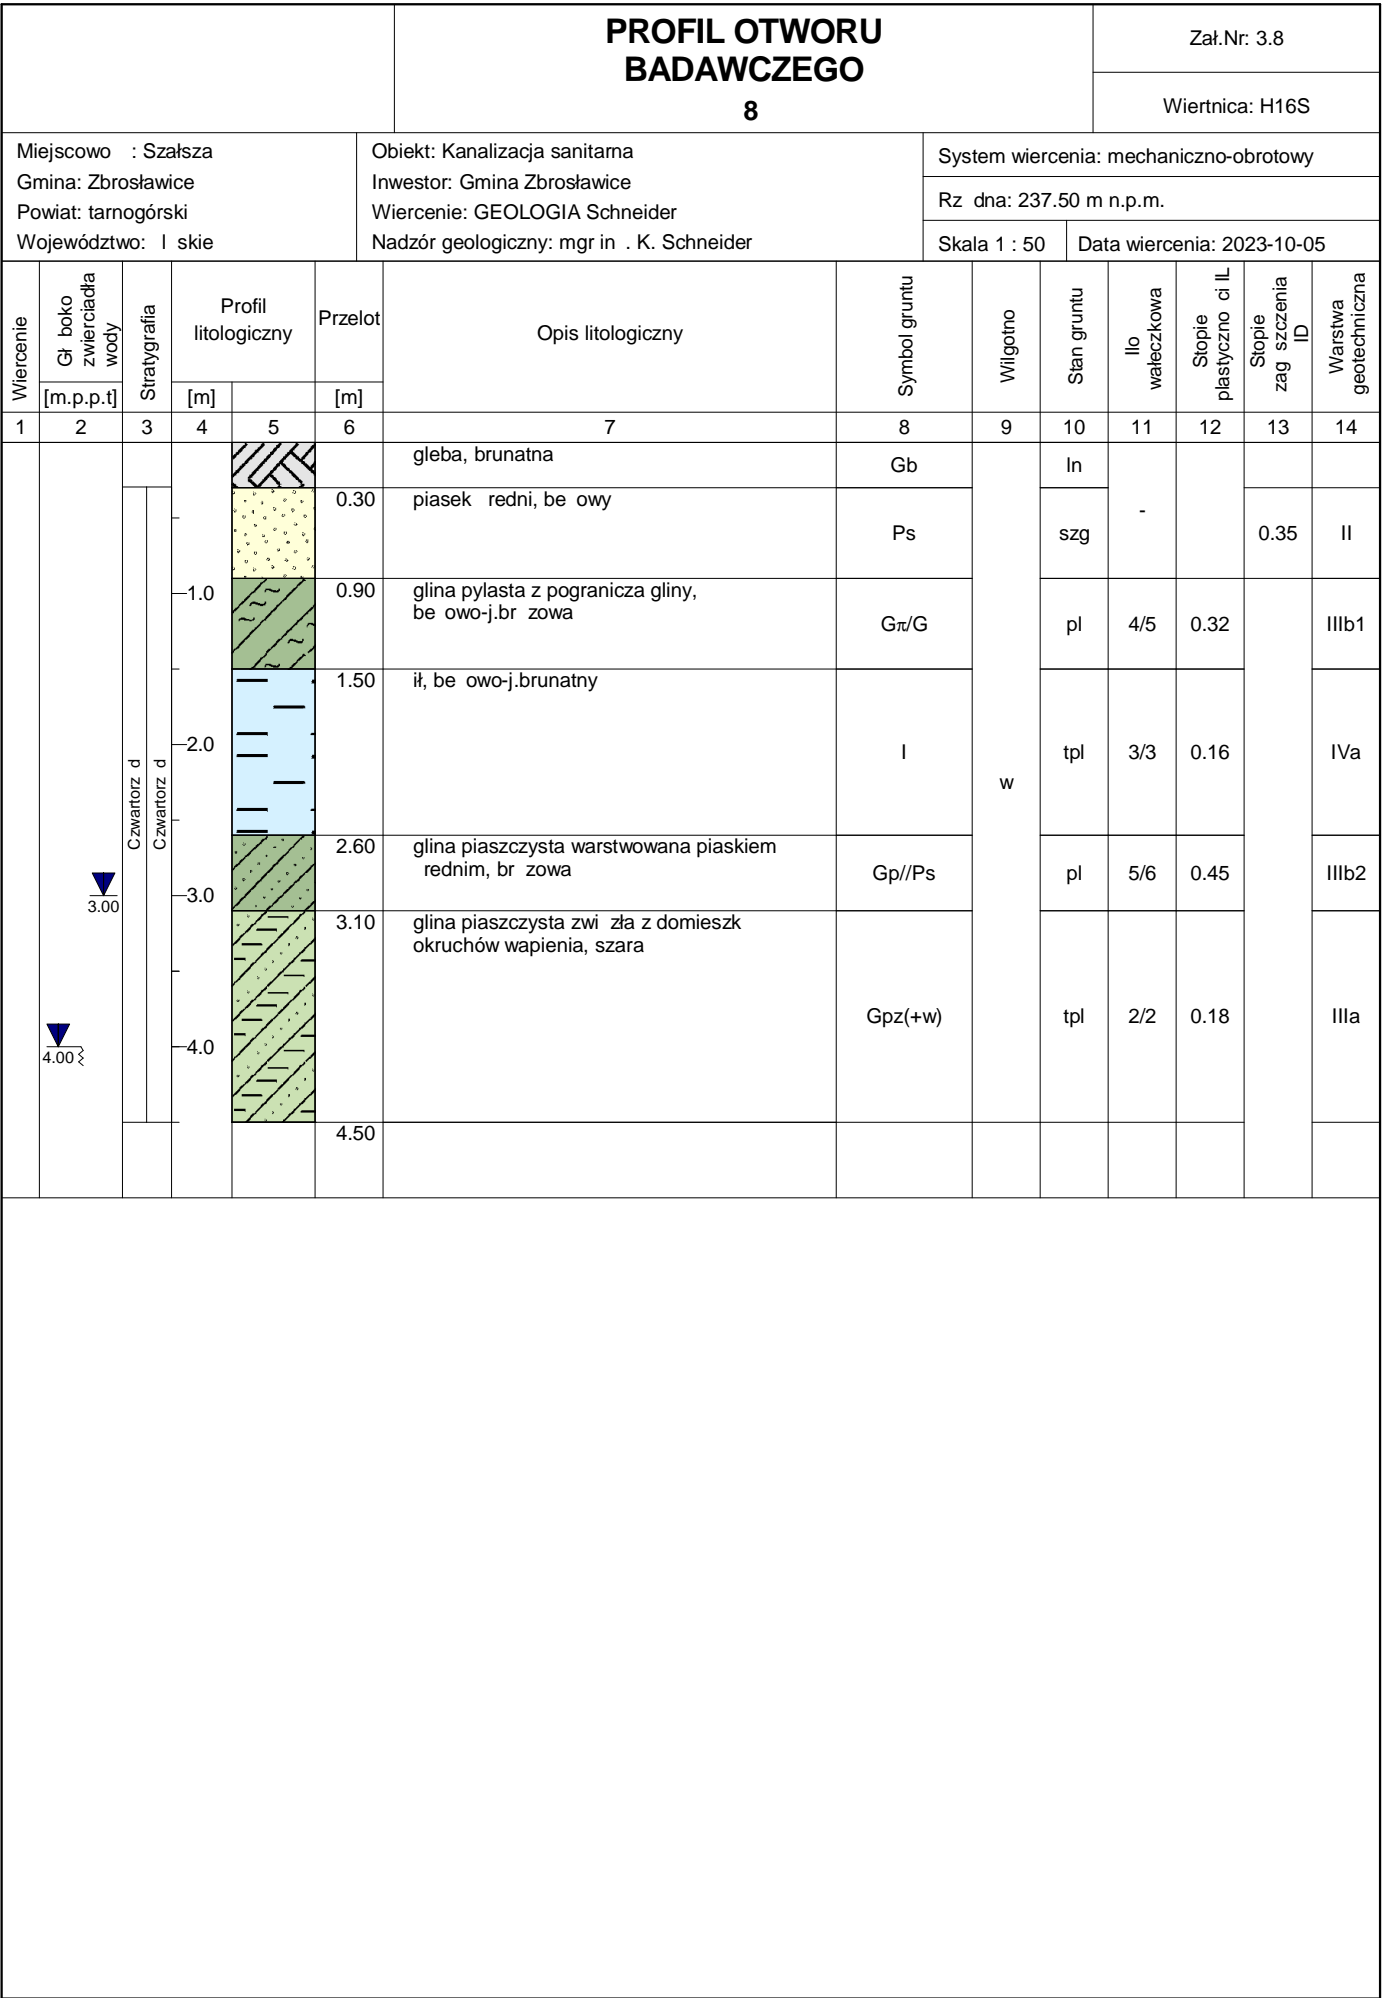 PROFIL OTWORU
BADAWCZEGO
8
Zał.Nr: 3.8
Wiertnica: H16S
Miejscowo : Szałsza
Gmina: Zbrosławice
Powiat: tarnogórski
Województwo: l skie
Obiekt: Kanalizacja sanitarna
Inwestor: Gmina Zbrosławice
Wiercenie: GEOLOGIA Schneider
Nadzór geologiczny: mgr in . K. Schneider
System wiercenia: mechaniczno-obrotowy
Rz dna: 237.50 m n.p.m.
Skala 1 : 50 Data wiercenia: 2023-10-05
Wiercenie
Gł boko
zwierciadła
wody
[m.p.p.t]
Stratygrafia
Profil
litologiczny
[m]
Przelot
[m]
Opis litologiczny
Symbol gruntu
Wilgotno
Stan gruntu
Ilo
wałeczkowa
Stopie
plastyczno ci IL
Stopie
zag szczenia
ID
Warstwa
geotechniczna
1 2 3 4 5 6 7 8 9 10 11 12 13 14
gleba, brunatna Gb ln
0.30 piasek redni, be owy
Ps szg - 0.35 II
1.0 0.90 glina pylasta z pogranicza gliny,
be owo-j.br zowa
Gπ/G pl 4/5 0.32 IIIb1
1.50 ił, be owo-j.brunatny
2.0 I tpl 3/3 0.16 IVa
w
Czwartorz d
Czwartorz d
2.60 glina piaszczysta warstwowana piaskiem
rednim, br zowa
Gp//Ps pl 5/6 0.45 IIIb2
3.00 3.0
3.10 glina piaszczysta zwi zła z domieszk
okruchów wapienia, szara
Gpz(+w) tpl 2/2 0.18 IIIa
4.00 4.0
4.50